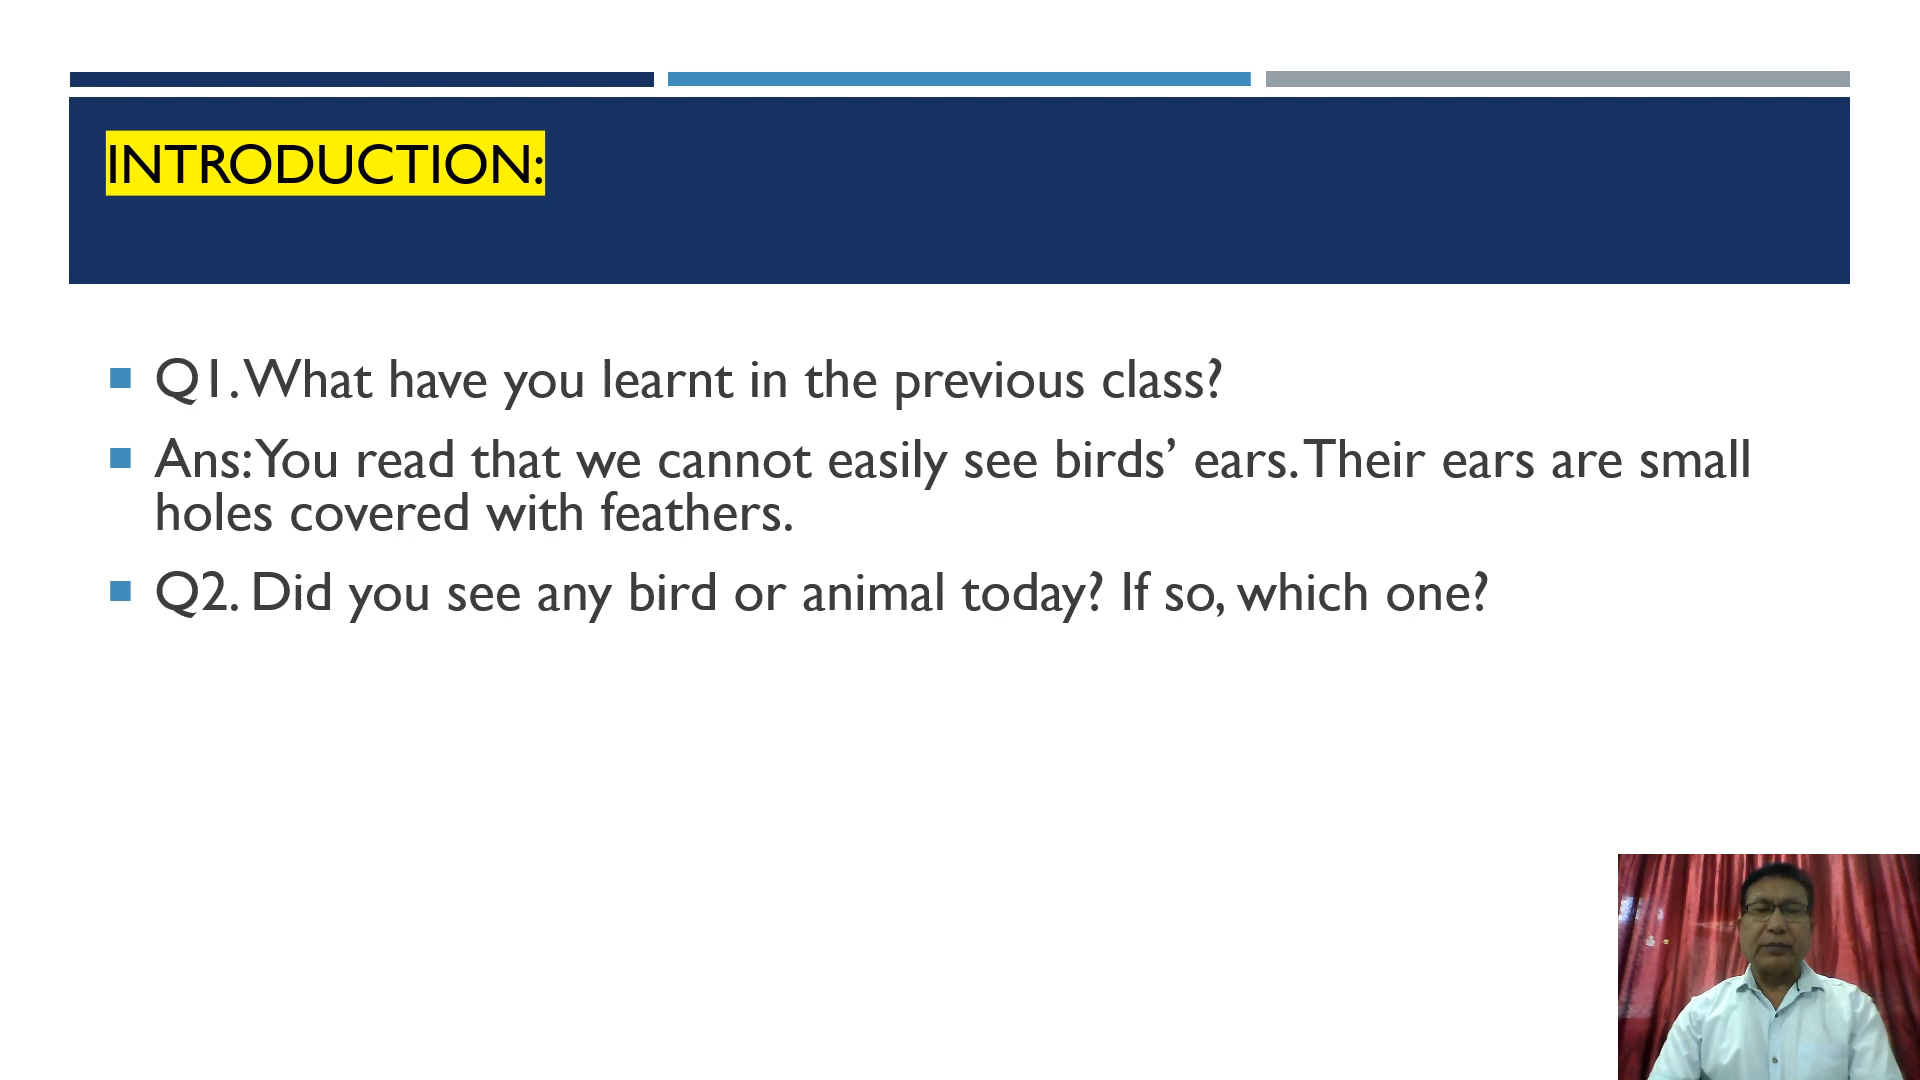 INTRODUCTION:
Q1. What have you learnt in the previous class?
Ans: You read that we cannot easily see birds’ ears. Their ears are small
holes covered with feathers.
Q2. Did you see any bird or animal today? If so, which one?